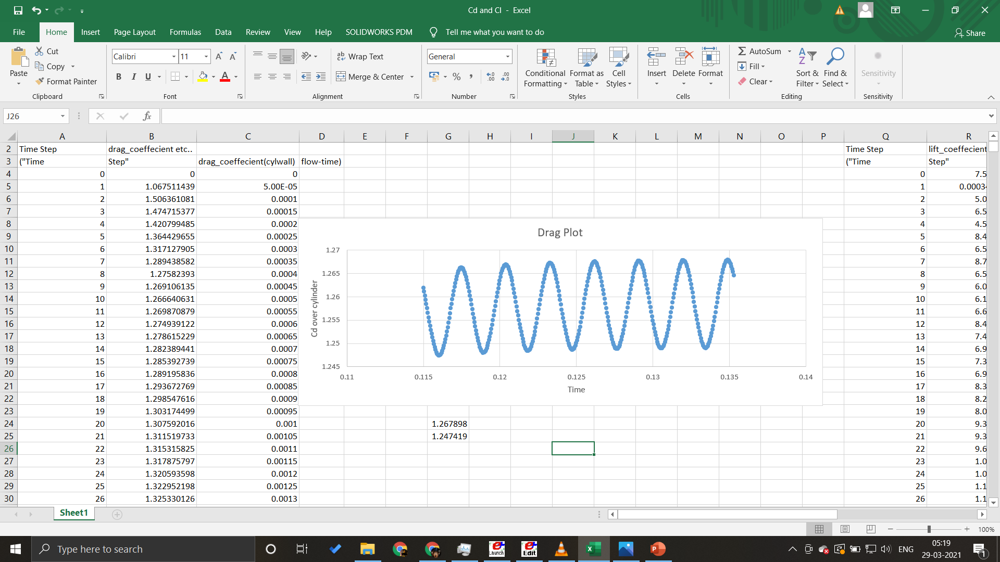 Cd and Cl - Excel
File Home Insert Page Layout Formulas Data Review View Help SOLIDWORKS PDM Tell me what you want to do Share
Paste
Cut
Copy
Format Painter
Clipboard
Calibri 11
B I U
Font
Wrap Text
Merge & Center
Alignment
General
Number
Conditional Formatting
Format as Table
Cell Styles
Styles
Insert Delete Format
Cells
AutoSum
Fill
Clear
Sort & Filter
Find & Select
Editing
Sensitivity
Sensitivity
J26 fx
A B C D E F G H I J K L M N O P Q R
2 Time Step drag_coeffecient etc.. Time Step lift_coeffecient
3 ("Time Step" drag_coeffecient(cylwall) flow-time) ("Time Step"
4 0 0 0 0 7.5
5 1 1.067511439 5.00E-05 1 0.0003
6 2 1.506361081 0.0001 2 5.0
7 3 1.474715377 0.00015 3 6.5
8 4 1.420799485 0.0002 4 4.5
9 5 1.364429655 0.00025 5 8.4
10 6 1.317127905 0.0003 6 6.5
11 7 1.289438582 0.00035 7 8.7
12 8 1.27582393 0.0004 8 6.5
13 9 1.269106135 0.00045 9 6.0
14 10 1.266640631 0.0005 10 6.1
15 11 1.269870879 0.00055 11 6.6
16 12 1.274939122 0.0006 12 8.4
17 13 1.278615229 0.00065 13 7.4
18 14 1.282389441 0.0007 14 6.9
19 15 1.285392739 0.00075 15 7.3
20 16 1.289195836 0.0008 16 6.9
21 17 1.293672769 0.00085 17 8.3
22 18 1.298547616 0.0009 18 8.2
23 19 1.303174499 0.00095 19 8.0
24 20 1.307592016 0.001 1.267898 20 9.3
25 21 1.311519733 0.00105 1.247419 21 9.3
26 22 1.315315825 0.0011 22 9.6
27 23 1.317875797 0.00115 23 1.0
28 24 1.320593598 0.0012 24 1.0
29 25 1.322952198 0.00125 25 1.1
30 26 1.325330126 0.0013 26 1.1
Drag Plot
Cd over cylinder
1.27
1.265
1.26
1.255
1.25
1.245
0.11 0.115 0.12 0.125 0.13 0.135 0.14
Time
Sheet1
100%
Type here to search
Launch
Edit
ENG
05:19
29-03-2021
1